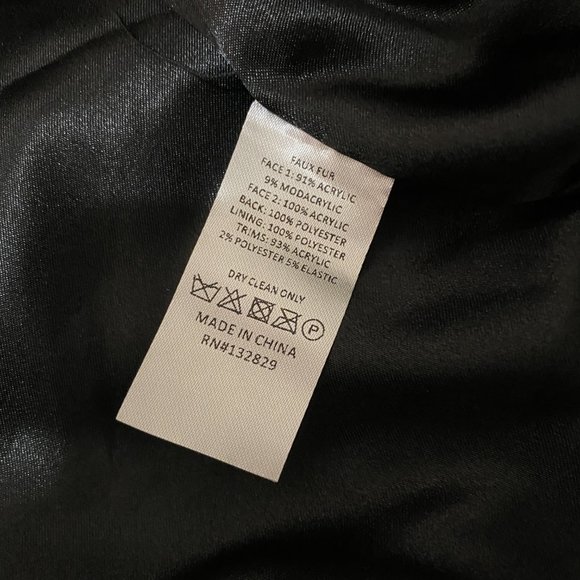 FAUX FUR
FACE 1: 91% ACRYLIC
9% MODACRYLIC
FACE 2: 100% ACRYLIC
BACK: 100% POLYESTER
LINING: 100% POLYESTER
TRIMS: 93% ACRYLIC
2% POLYESTER 5% ELASTIC
DRY CLEAN ONLY
P
MADE IN CHINA
RN#132829